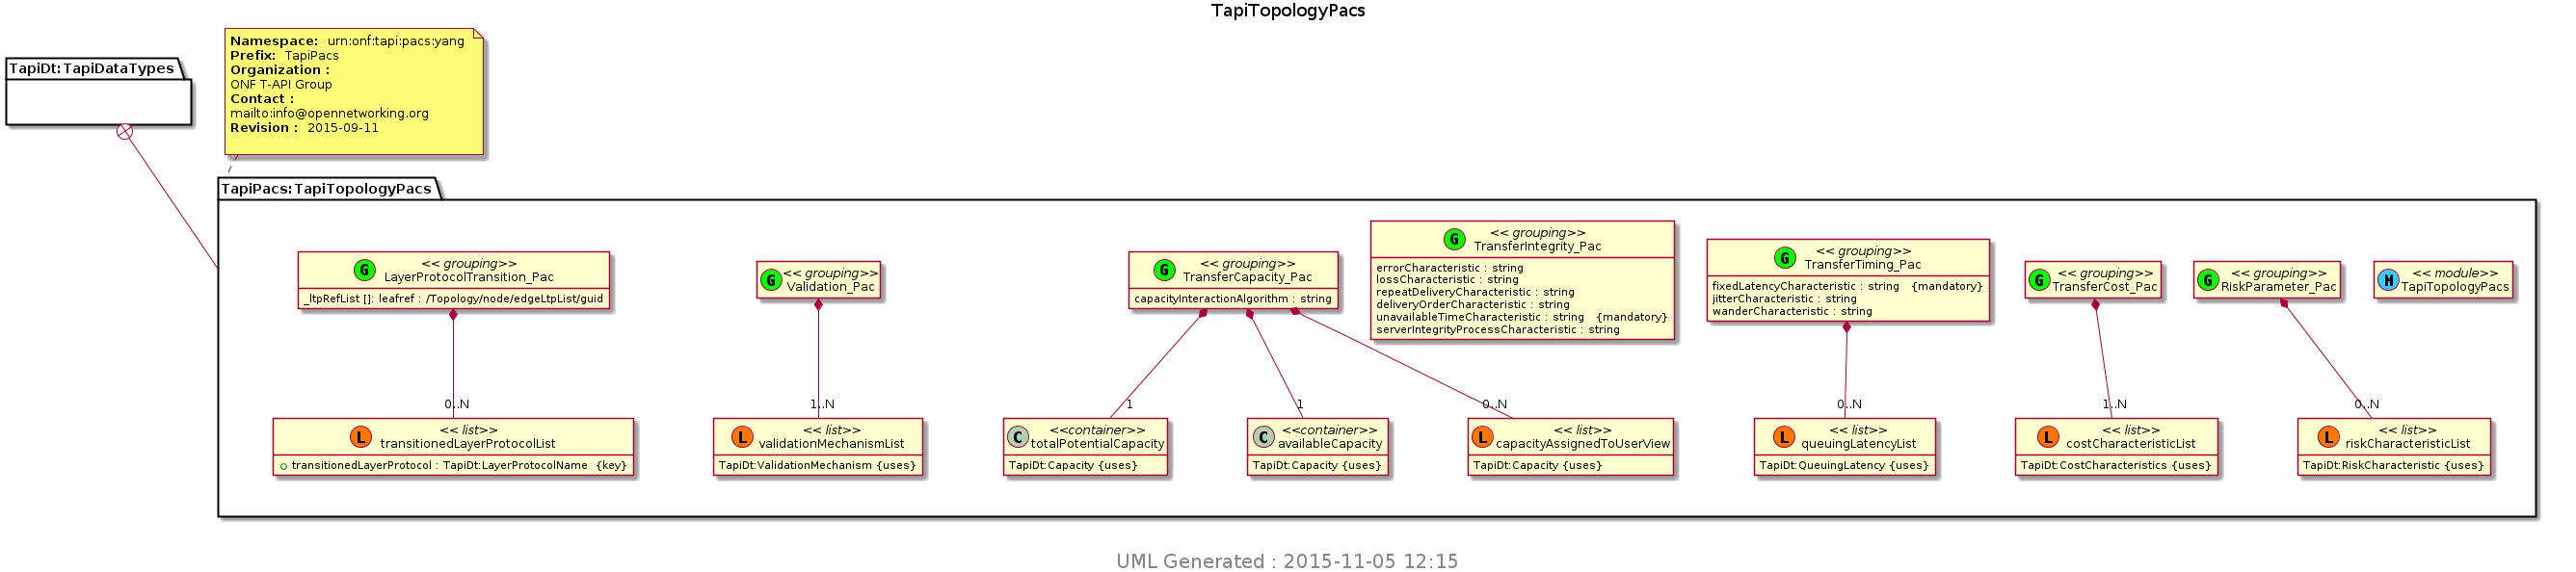 TapiTopologyPacs
TapiDt:TapiDataTypes
Namespace: urn:onf:tapi:pacs:yang
Prefix: TapiPacs
Organization :
ONF T-API Group
Contact :
mailto:info@opennetworking.org
Revision : 2015-09-11
TapiPacs:TapiTopologyPacs
G
<< grouping>>
LayerProtocolTransition_Pac
_ltpRefList []: leafref : /Topology/node/edgeLtpList/guid
G
<< grouping>>
Validation_Pac
G
<< grouping>>
TransferCapacity_Pac
capacityInteractionAlgorithm : string
G
<< grouping>>
TransferIntegrity_Pac
errorCharacteristic : string
lossCharacteristic : string
repeatDeliveryCharacteristic : string
deliveryOrderCharacteristic : string
unavailableTimeCharacteristic : string {mandatory}
serverIntegrityProcessCharacteristic : string
G
<< grouping>>
TransferTiming_Pac
fixedLatencyCharacteristic : string {mandatory}
jitterCharacteristic : string
wanderCharacteristic : string
G
<< grouping>>
TransferCost_Pac
G
<< grouping>>
RiskParameter_Pac
M
<< module>>
TapiTopologyPacs
0..N
1..N
1
1
0..N
0..N
1..N
0..N
L
<< list>>
transitionedLayerProtocolList
transitionedLayerProtocol : TapiDt:LayerProtocolName {key}
L
<< list>>
validationMechanismList
TapiDt:ValidationMechanism {uses}
C
<<container>>
totalPotentialCapacity
TapiDt:Capacity {uses}
C
<<container>>
availableCapacity
TapiDt:Capacity {uses}
L
<< list>>
capacityAssignedToUserView
TapiDt:Capacity {uses}
L
<< list>>
queuingLatencyList
TapiDt:QueuingLatency {uses}
L
<< list>>
costCharacteristicList
TapiDt:CostCharacteristics {uses}
L
<< list>>
riskCharacteristicList
TapiDt:RiskCharacteristic {uses}
UML Generated : 2015-11-05 12:15